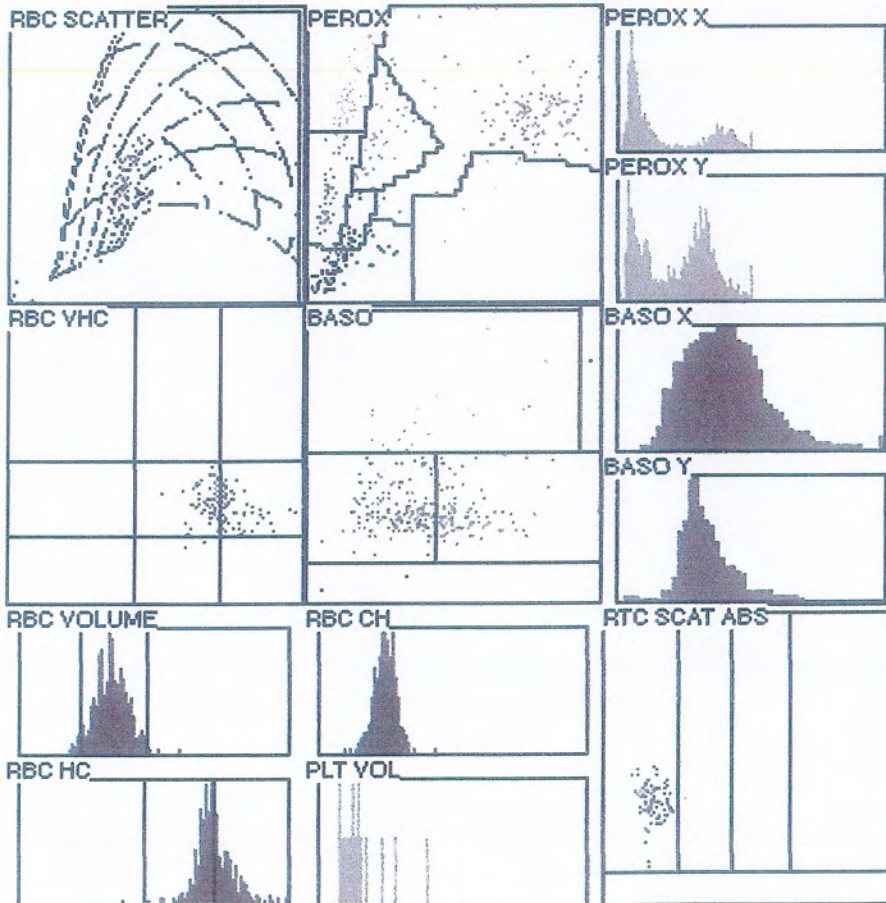 RBC SCATTER
PEROX
PEROX X
PEROX Y
RBC VHC
BASO
BASO X
BASO Y
RBC VOLUME
RBC CH
RTC SCAT ABS
RBC HC
PLT VOL